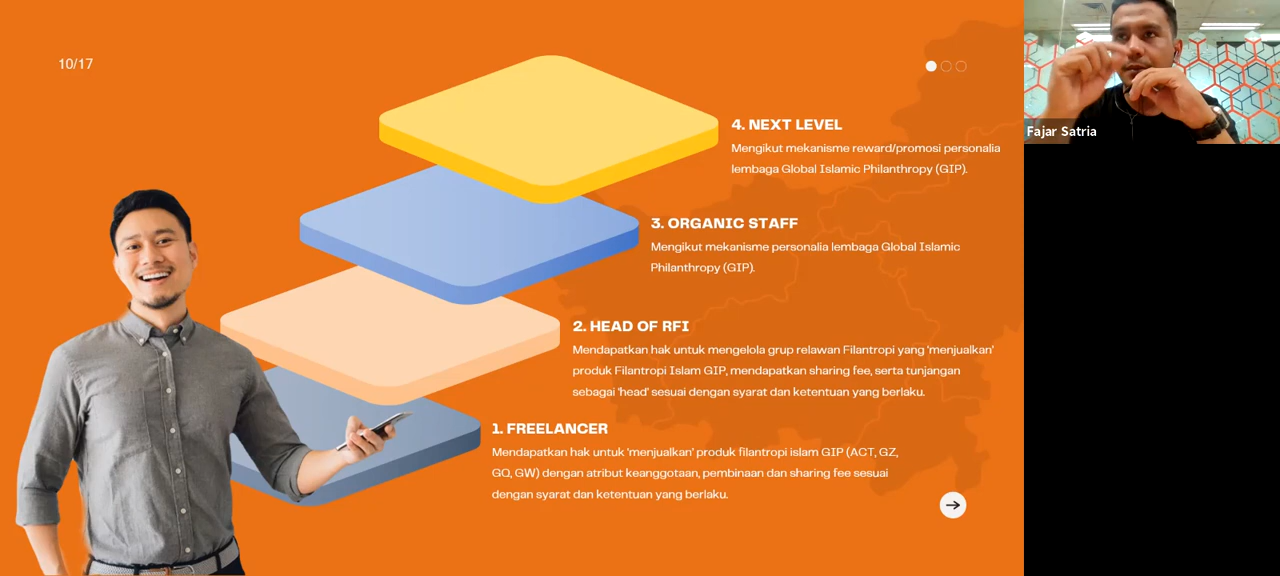 10/17
4. NEXT LEVEL
Mengikut mekanisme reward/promosi personalia
lembaga Global Islamic Philanthropy (GIP).
3. ORGANIC STAFF
Mengikut mekanisme personalia lembaga Global Islamic
Philanthropy (GIP).
2. HEAD OF RFI
Mendapatkan hak untuk mengelola grup relawan Filantropi yang 'menjualkan'
produk Filantropi Islam GIP, mendapatkan sharing fee, serta tunjangan
sebagai 'head' sesuai dengan syarat dan ketentuan yang berlaku.
1. FREELANCER
Mendapatkan hak untuk 'menjualkan' produk filantropi islam GIP (ACT, GZ,
GQ, GW) dengan atribut keanggotaan, pembinaan dan sharing fee sesuai
dengan syarat dan ketentuan yang berlaku.
Fajar Satria